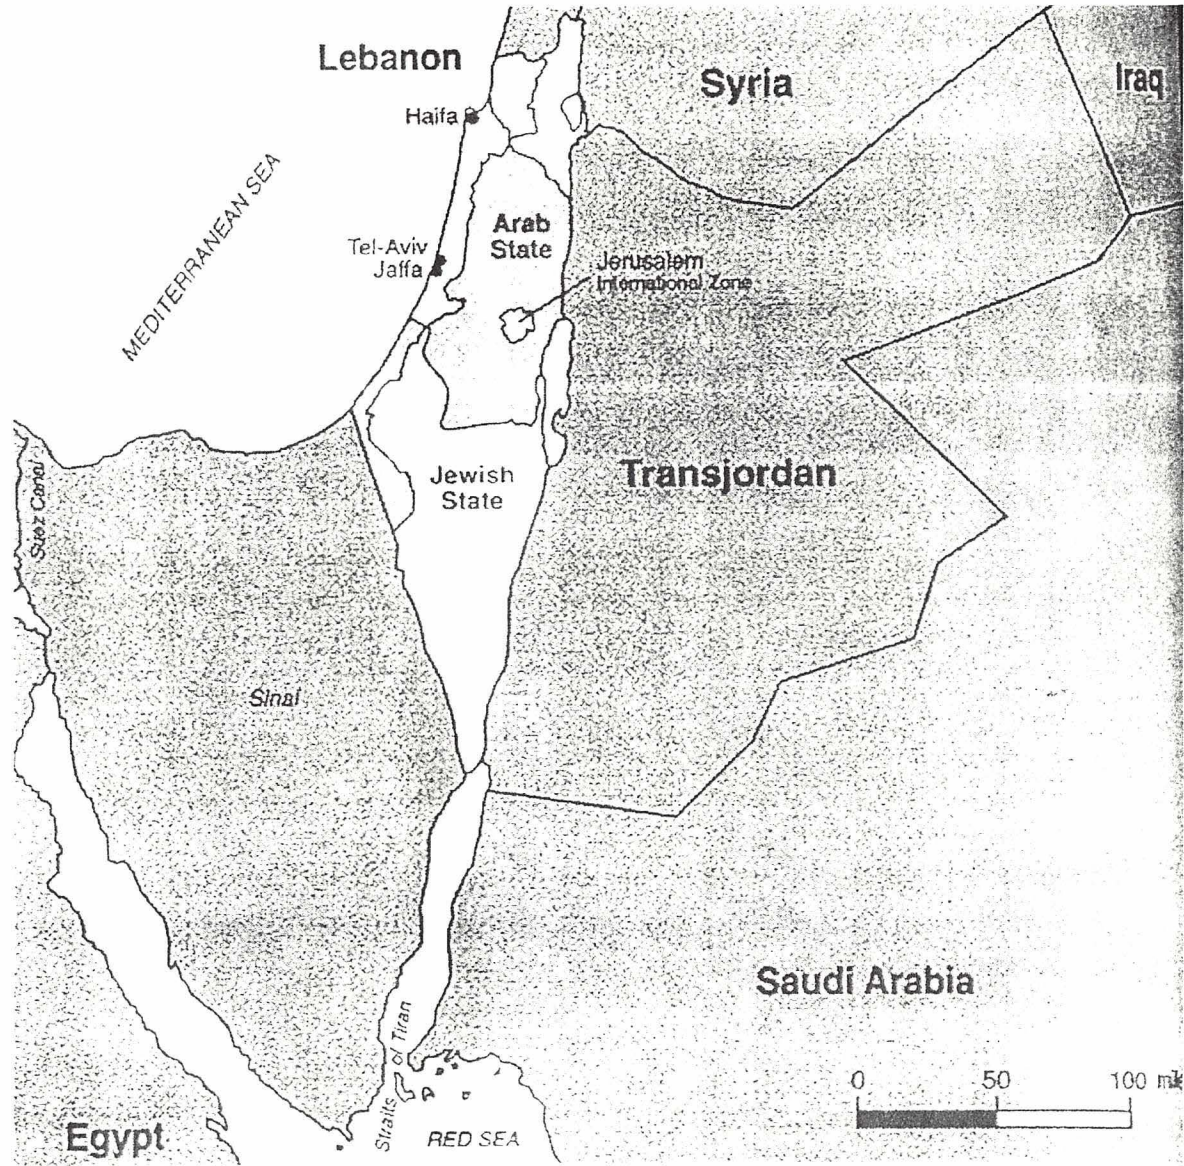 Lebanon
Syria
Iraq
Haifa
MEDITERRANEAN SEA
Arab
State
Tel-Aviv
Jaffa
Jerusalem
International Zone
Jewish
State
Transjordan
Suez Canal
Sinai
Saudi Arabia
Straits of Tiran
0 50 100
Egypt
RED SEA